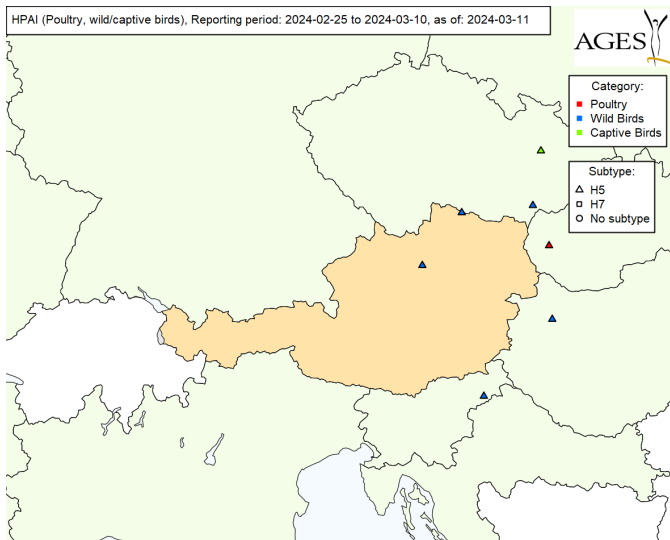 HPAI (Poultry, wild/captive birds), Reporting period: 2024-02-25 to 2024-03-10, as of: 2024-03-11
AGES
Category:
Poultry
Wild Birds
Captive Birds
Subtype:
H5
H7
No subtype